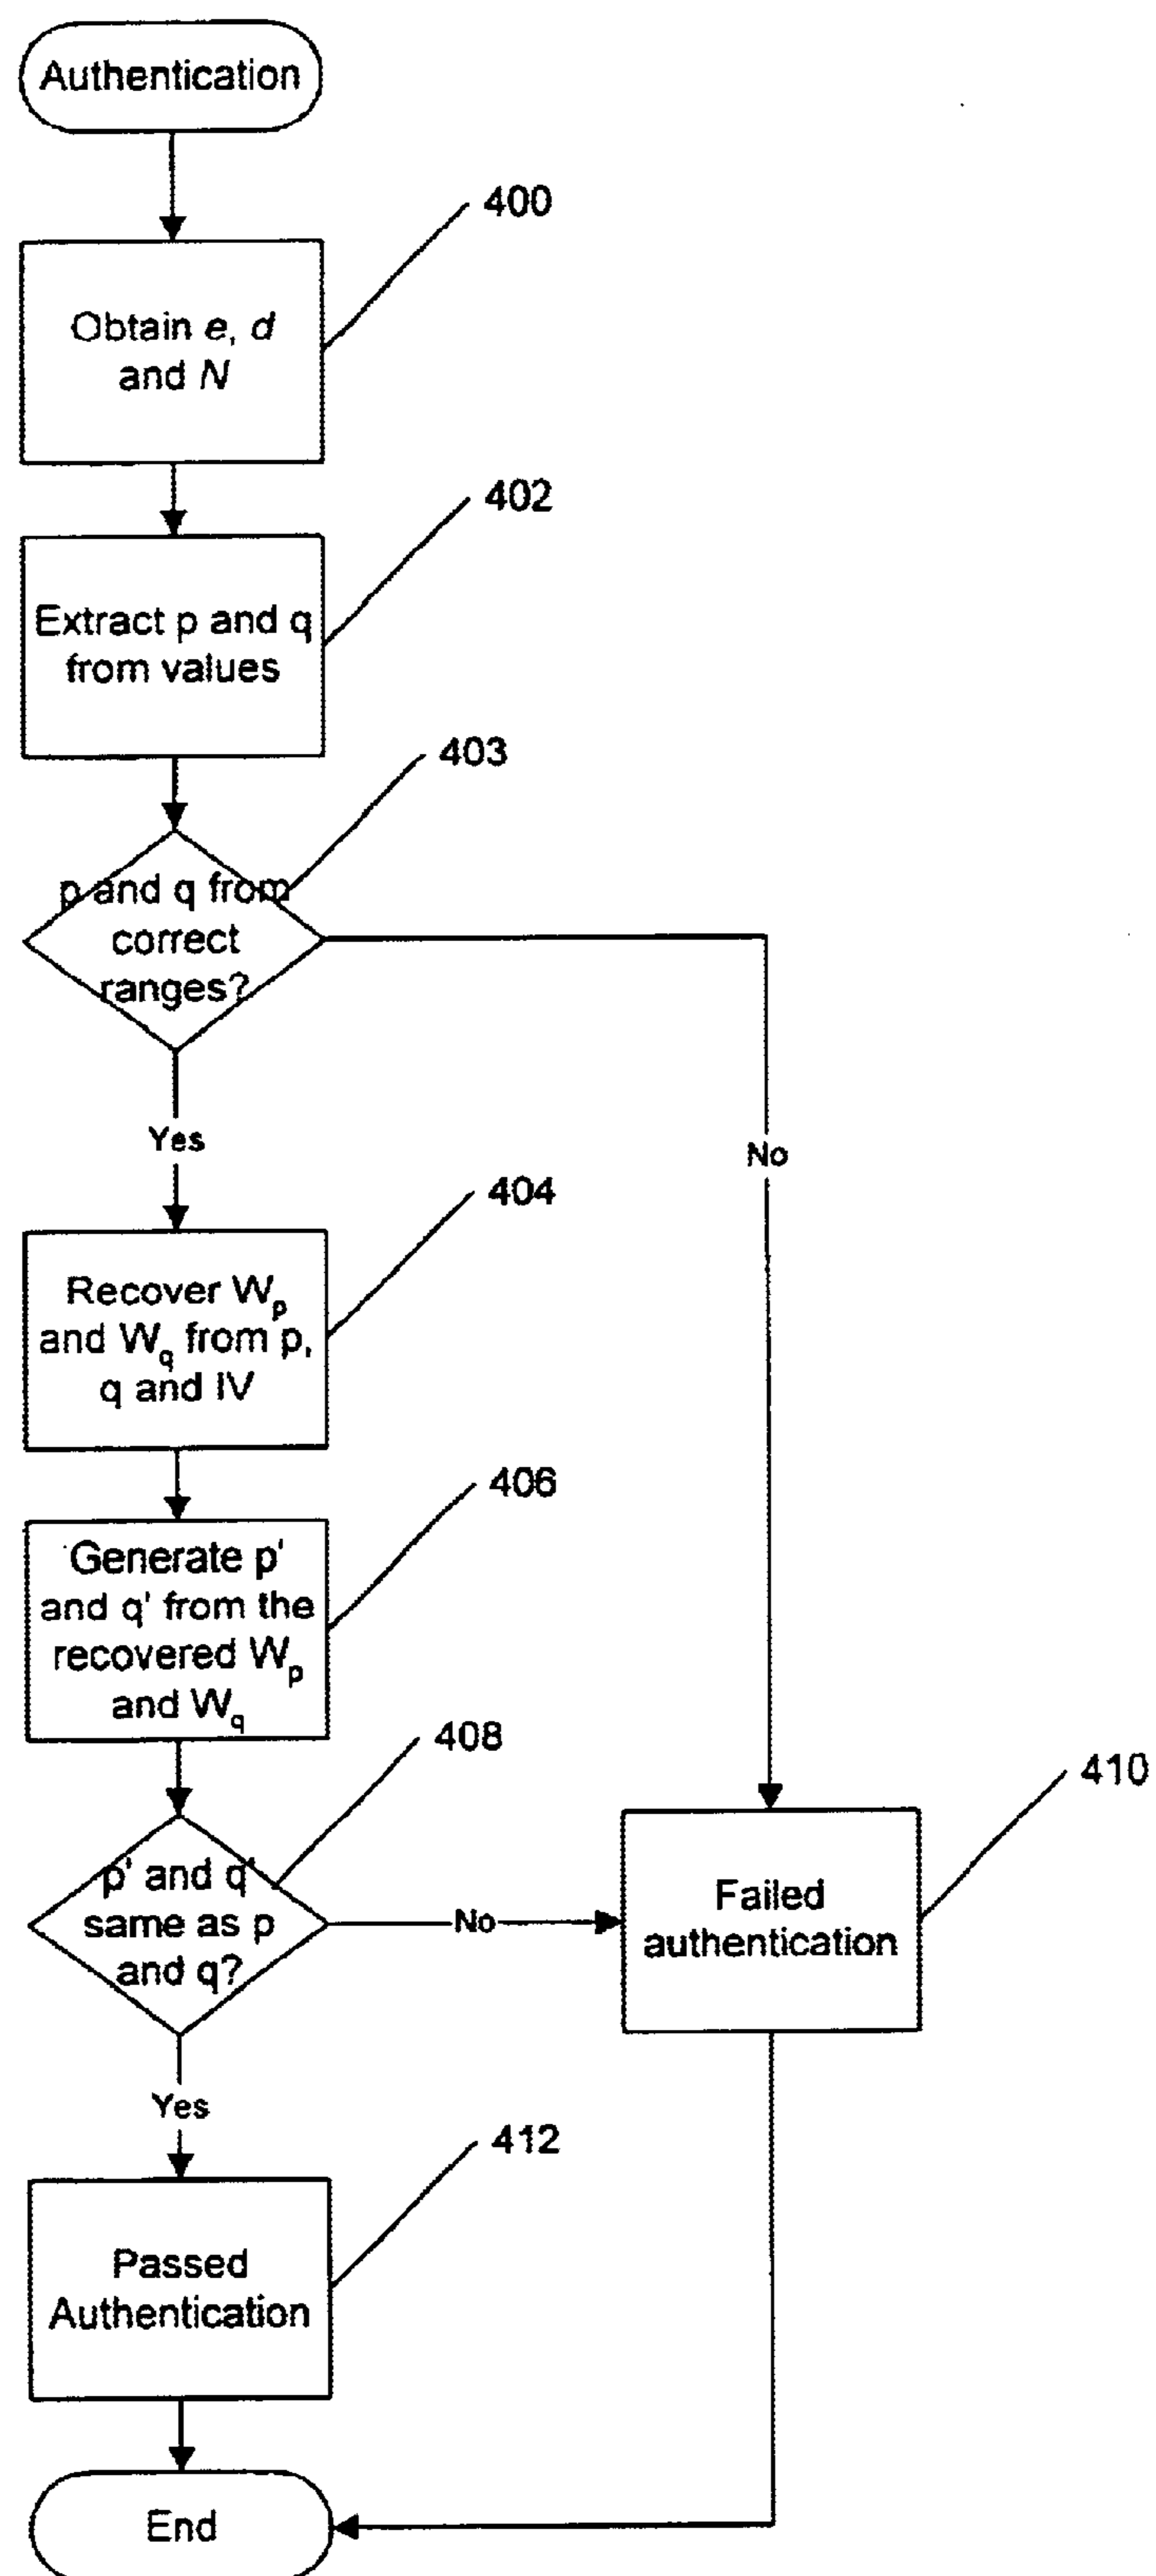 Authentication
400
Obtain e, d
and N
402
Extract p and q
from values
403
p and q from
correct
ranges?
Yes
No
404
Recover Wp
and Wq from p,
q and IV
406
Generate p'
and q' from the
recovered Wp
and Wq
408
p' and q'
same as p
and q?
No
410
Failed
authentication
Yes
412
Passed
Authentication
End